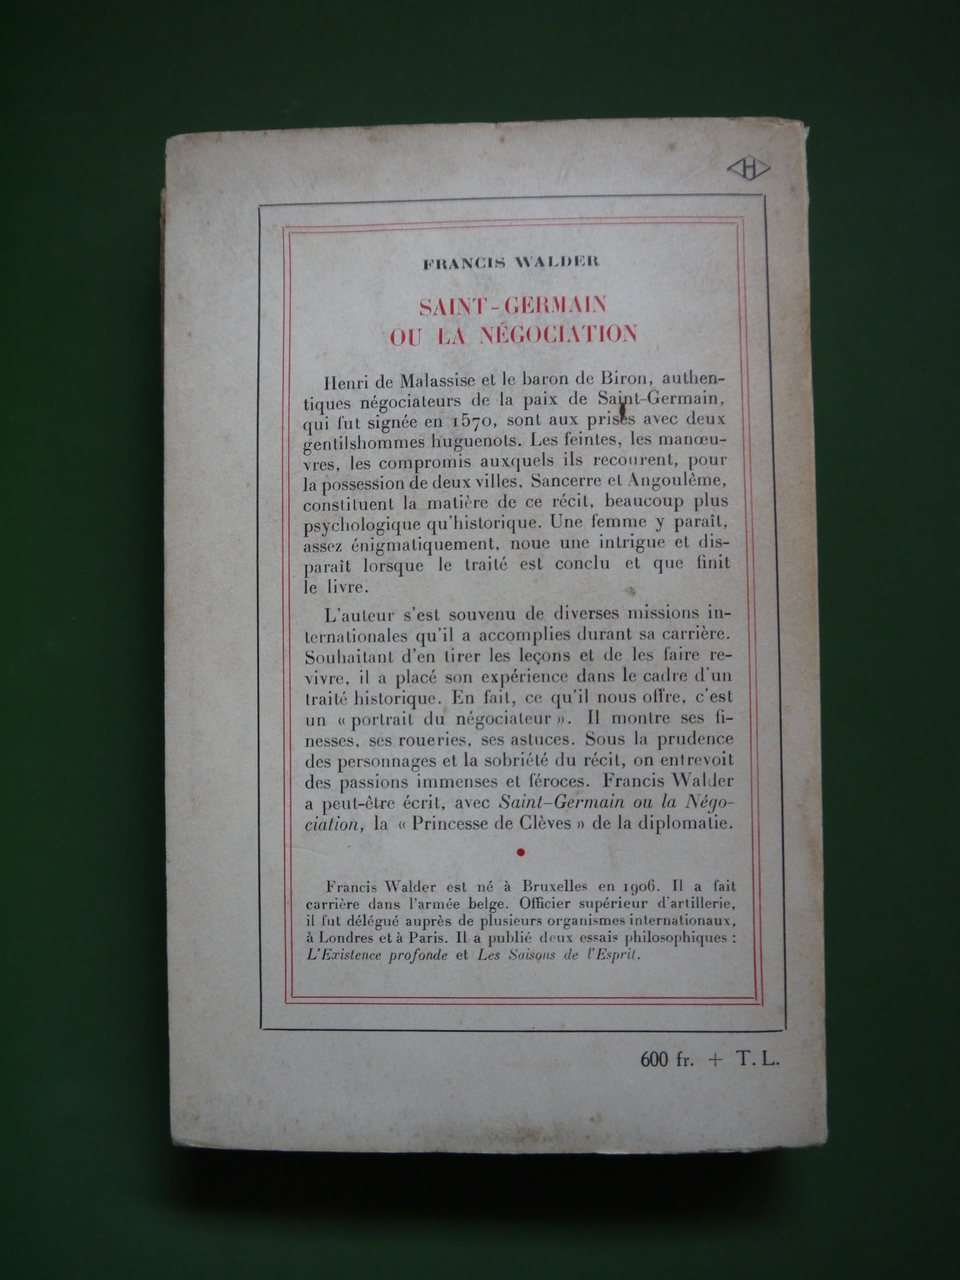 H
FRANCIS WALDER
SAINT-GERMAIN
OU LA NÉGOCIATION
Henri de Malassise et le baron de Biron, authen-
tiques négociateurs de la paix de Saint-Germain,
qui fut signée en 1570, sont aux prises avec deux
gentilshommes huguenots. Les feintes, les manœu-
vres, les compromis auxquels ils recourent, pour
la possession de deux villes, Sancerre et Angoulême,
constituent la matière de ce récit, beaucoup plus
psychologique qu'historique. Une femme y paraît,
assez énigmatiquement, noue une intrigue et dis-
paraît lorsque le traité est conclu et que finit
le livre.
L'auteur s'est souvenu de diverses missions in-
ternationales qu'il a accomplies durant sa carrière.
Souhaitant d'en tirer les leçons et de les faire re-
vivre, il a placé son expérience dans le cadre d'un
traité historique. En fait, ce qu'il nous offre, c'est
un « portrait du négociateur ». Il montre ses fi-
nesses, ses roueries, ses astuces. Sous la prudence
des personnages et la sobriété du récit, on entrevoit
des passions immenses et féroces. Francis Walder
a peut-être écrit, avec Saint-Germain ou la Négo-
ciation, la « Princesse de Clèves » de la diplomatie.
Francis Walder est né à Bruxelles en 1906. Il a fait
carrière dans l'armée belge. Officier supérieur d'artillerie,
il fut délégué auprès de plusieurs organismes internationaux,
à Londres et à Paris. Il a publié deux essais philosophiques :
L'Existence profonde et Les Saisons de l'Esprit.
600 fr. + T. L.